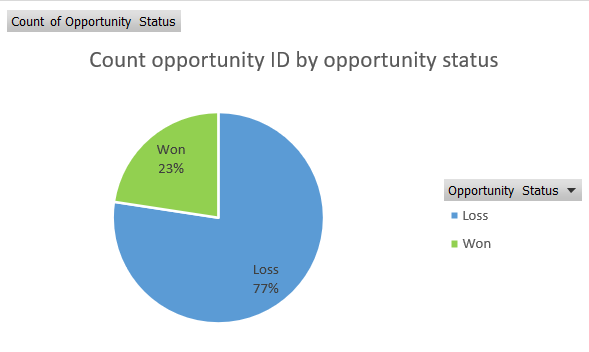 Count of Opportunity Status
Count opportunity ID by opportunity status
Won
23%
Loss
77%
Opportunity Status
Loss
Won